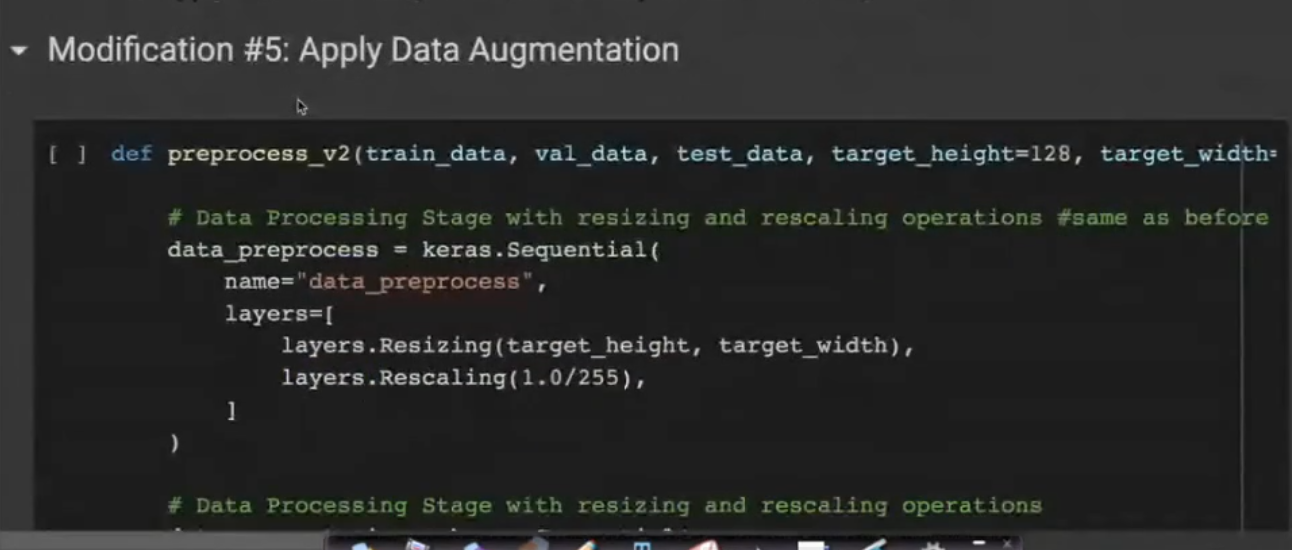 Modification #5: Apply Data Augmentation
[ ] def preprocess_v2(train_data, val_data, test_data, target_height=128, target_width=
# Data Processing Stage with resizing and rescaling operations #same as before
data_preprocess = keras.Sequential(
name="data_preprocess",
layers=[
layers.Resizing(target_height, target_width),
layers.Rescaling(1.0/255),
]
)
# Data Processing Stage with resizing and rescaling operations